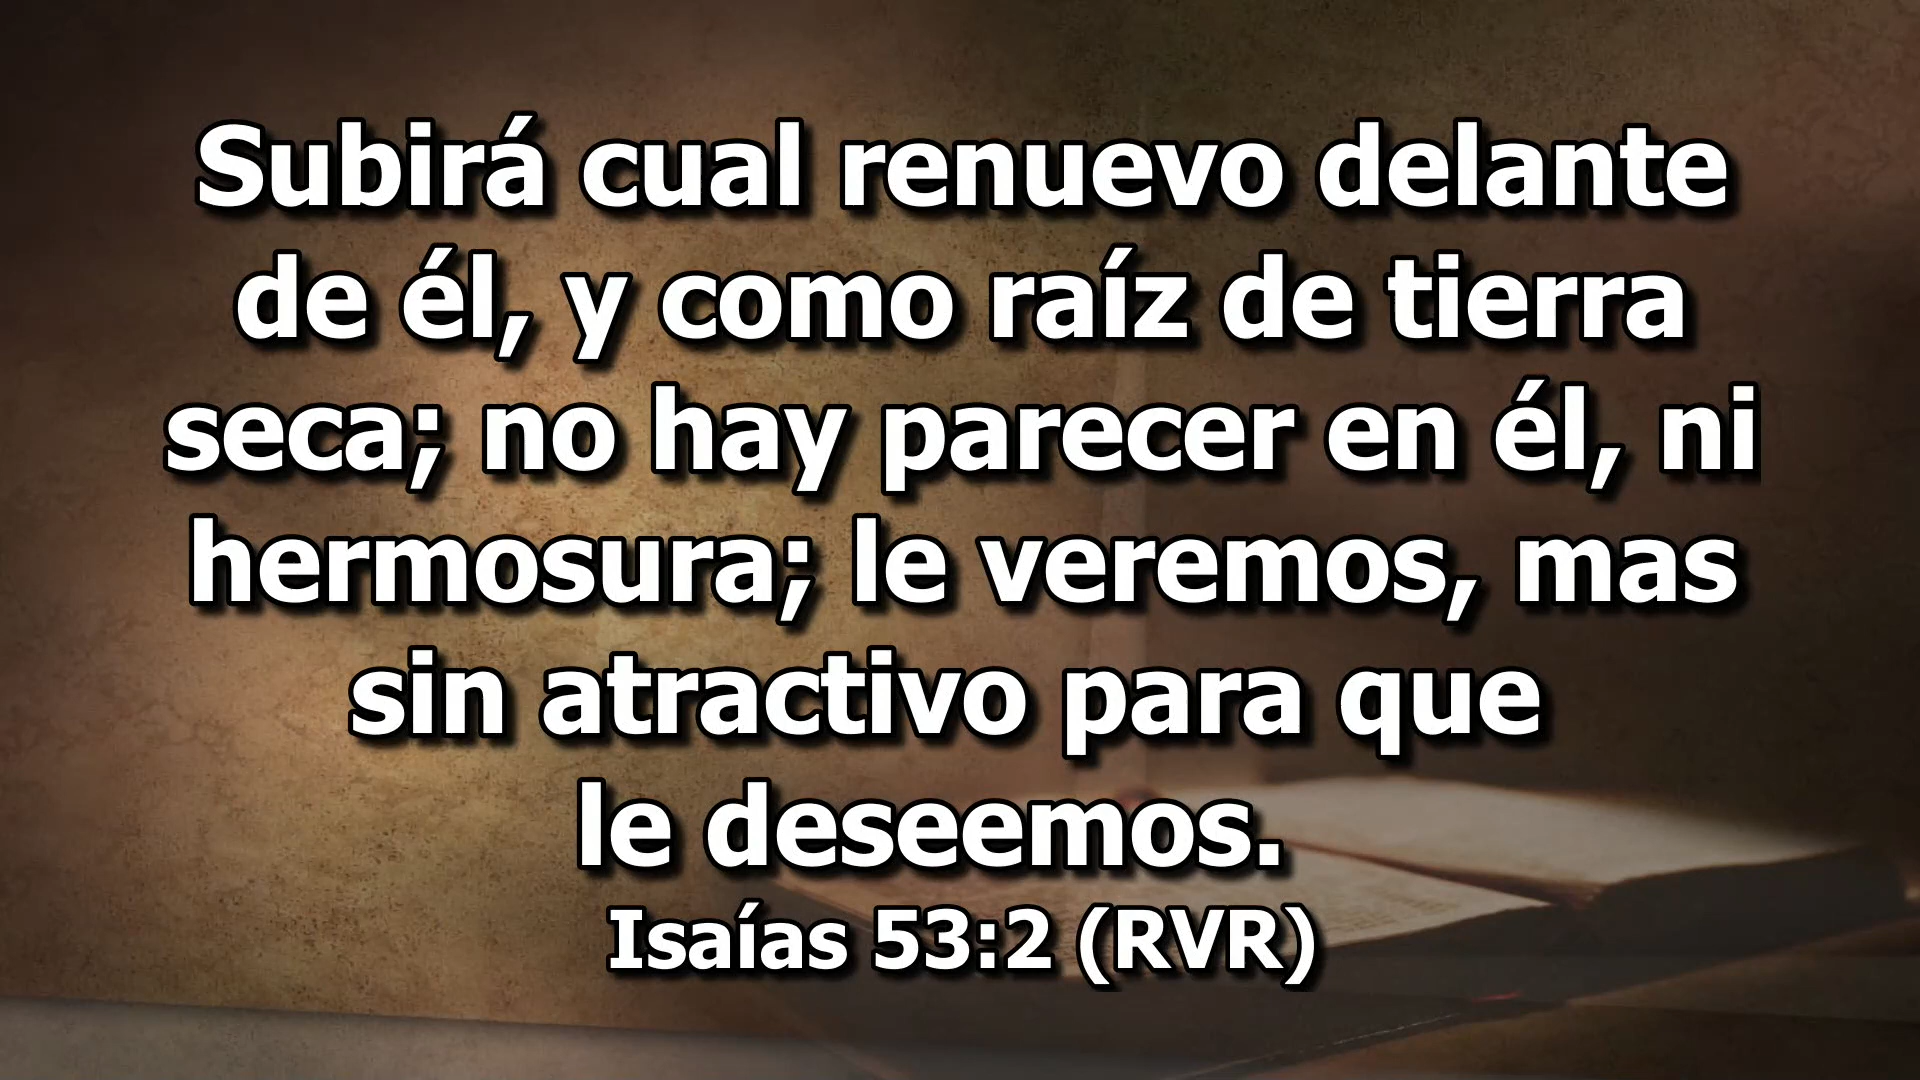 Subirá cual renuevo delante
de él, y como raíz de tierra
seca; no hay parecer en él, ni
hermosura; le veremos, mas
sin atractivo para que
le deseemos.
Isaías 53:2 (RVR)